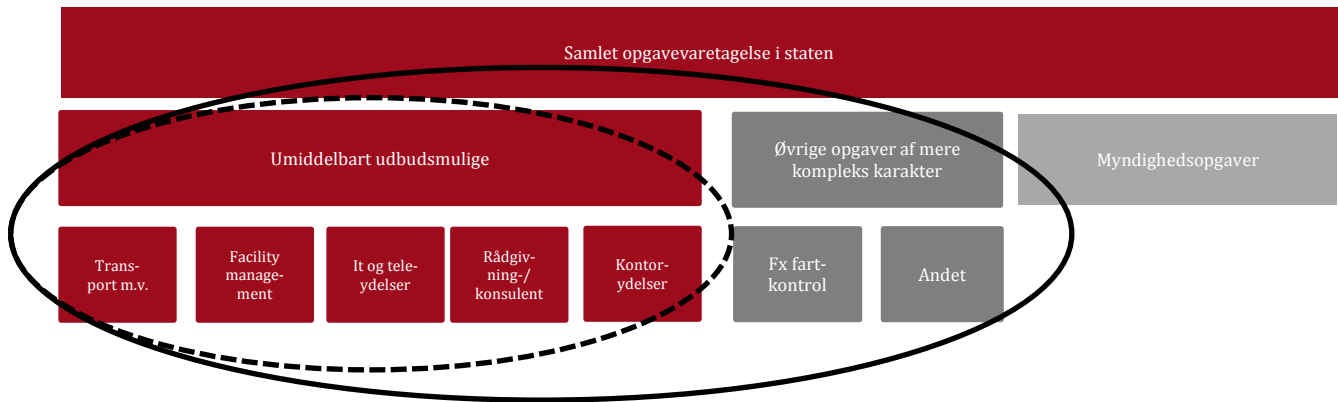 Samlet opgavevaretagelse i staten
Umiddelbart udbudsmulige
Øvrige opgaver af mere
kompleks karakter
Myndighedsopgaver
Trans-
port m.v.
Facility
manage-
ment
It og tele-
ydelser
Rådgiv-
ning-/
konsulent
Kontor-
ydelser
Fx fart-
kontrol
Andet